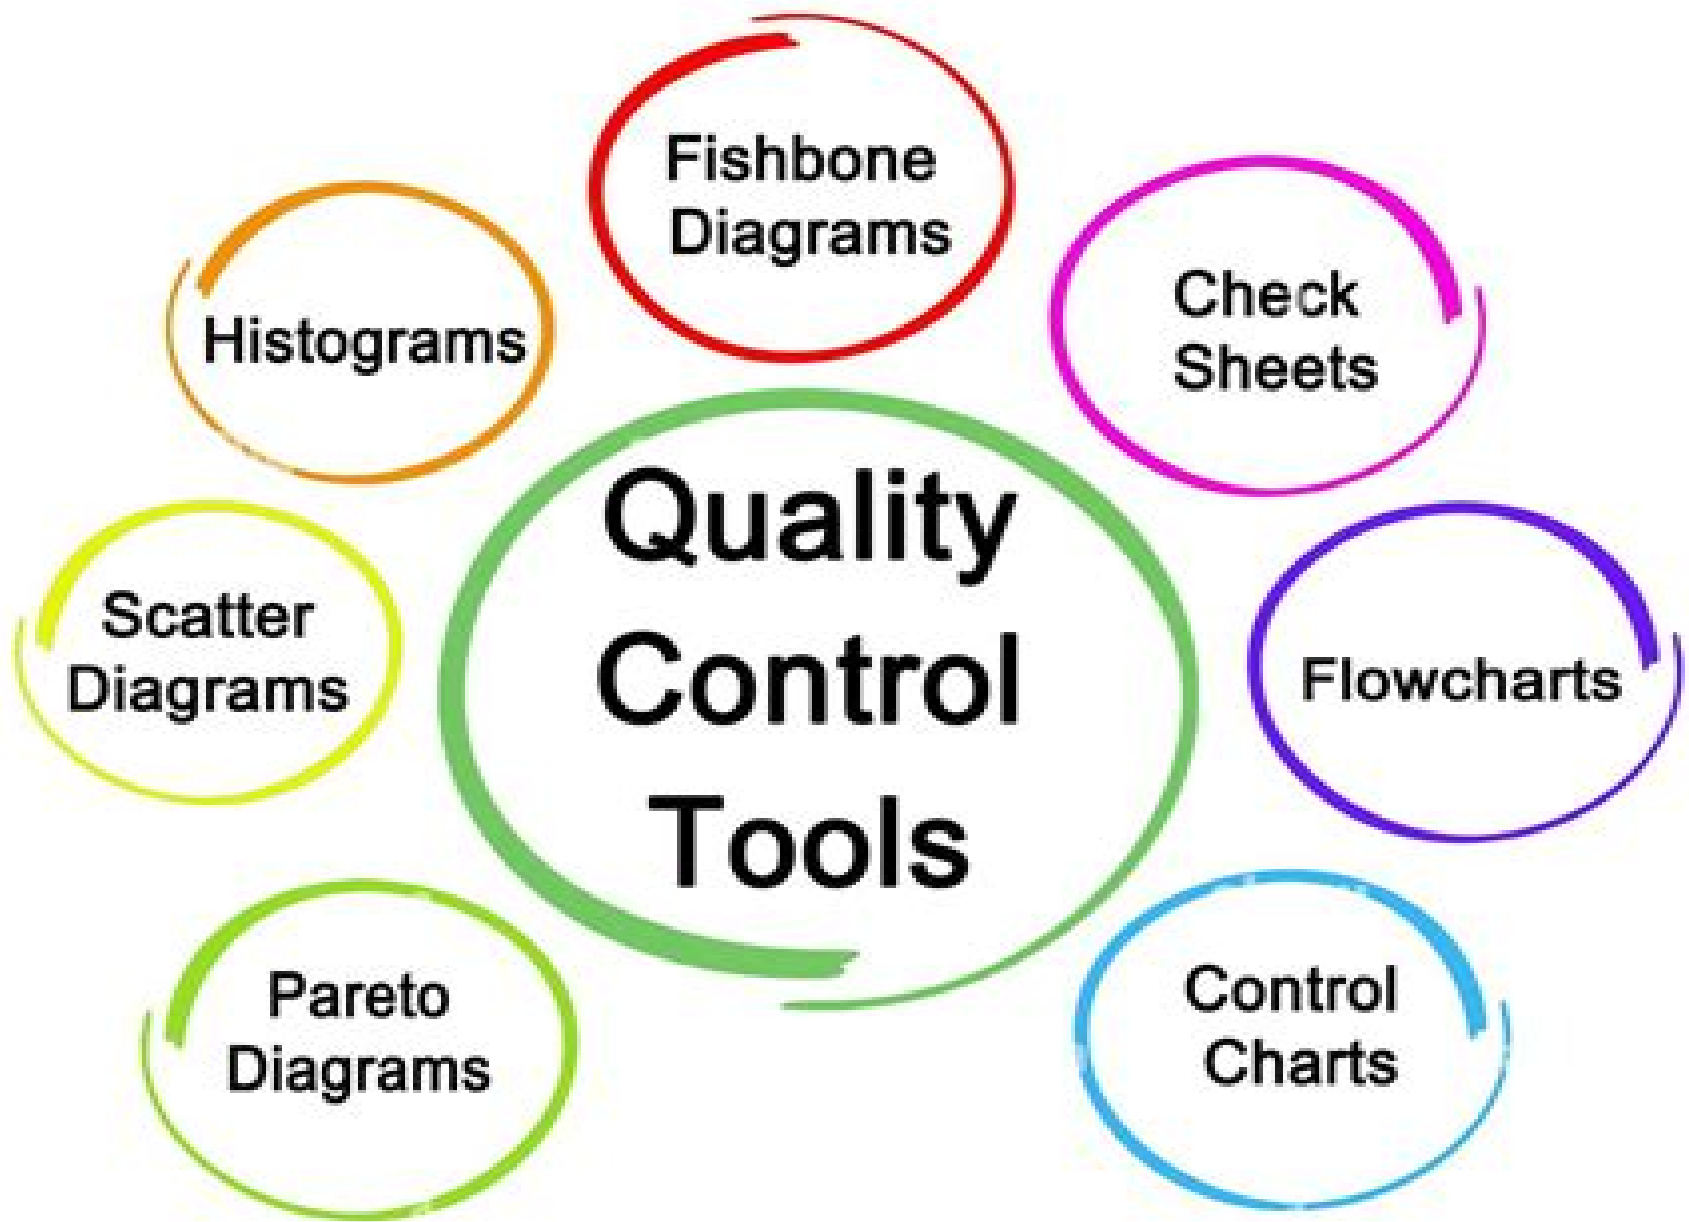 Fishbone
Diagrams
Histograms
Check
Sheets
Quality
Control
Tools
Scatter
Diagrams
Flowcharts
Pareto
Diagrams
Control
Charts